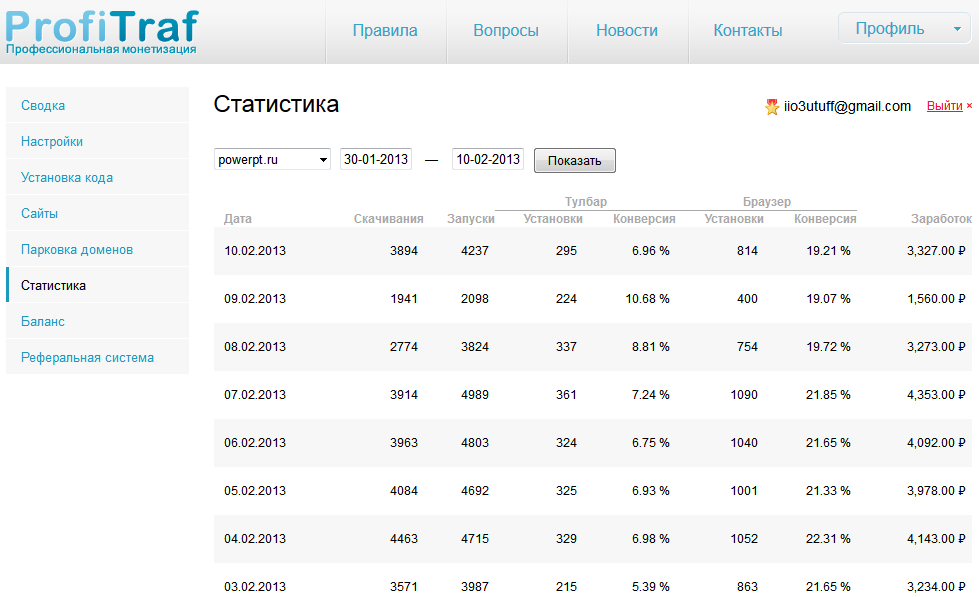 ProfiTraf
Профессиональная монетизация
Правила Вопросы Новости Контакты Профиль
Сводка
Настройки
Установка кода
Сайты
Парковка доменов
Статистика
Баланс
Реферальная система
Статистика
iio3utuff@gmail.com Выйти ×
powerpt.ru 30-01-2013 — 10-02-2013 Показать
Тулбар Браузер
Дата Скачивания Запуски Установки Конверсия Установки Конверсия Заработок
10.02.2013 3894 4237 295 6.96 % 814 19.21 % 3,327.00 ₽
09.02.2013 1941 2098 224 10.68 % 400 19.07 % 1,560.00 ₽
08.02.2013 2774 3824 337 8.81 % 754 19.72 % 3,273.00 ₽
07.02.2013 3914 4989 361 7.24 % 1090 21.85 % 4,353.00 ₽
06.02.2013 3963 4803 324 6.75 % 1040 21.65 % 4,092.00 ₽
05.02.2013 4084 4692 325 6.93 % 1001 21.33 % 3,978.00 ₽
04.02.2013 4463 4715 329 6.98 % 1052 22.31 % 4,143.00 ₽
03.02.2013 3571 3987 215 5.39 % 863 21.65 % 3,234.00 ₽